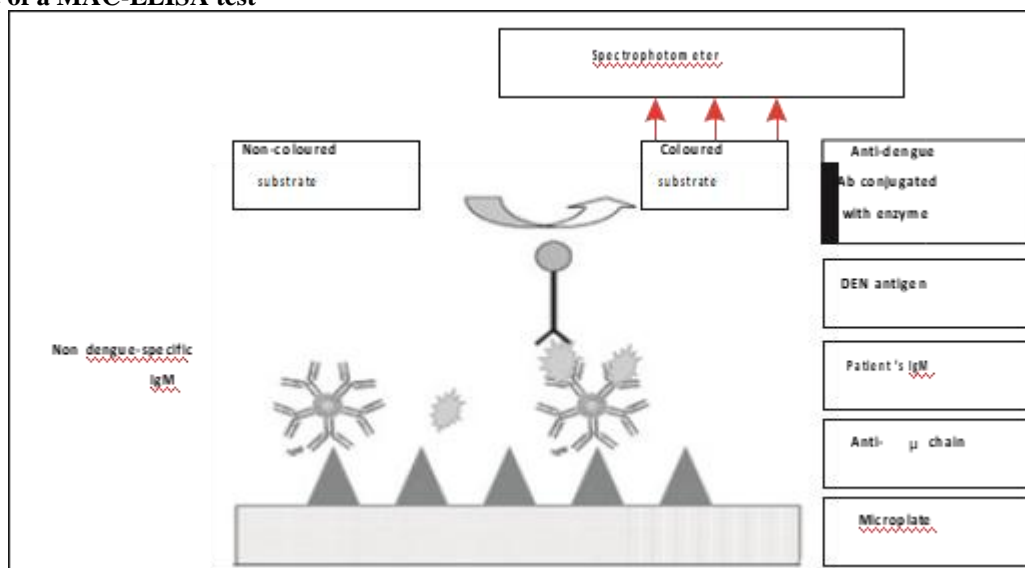 of a MAC-ELISA test
Spectrophotometer
Non-coloured
substrate
Coloured
substrate
Anti-dengue
Ab conjugated
with enzyme
DEN antigen
Non dengue-specific
IgM
Patient's IgM
Anti- μ chain
Microplate